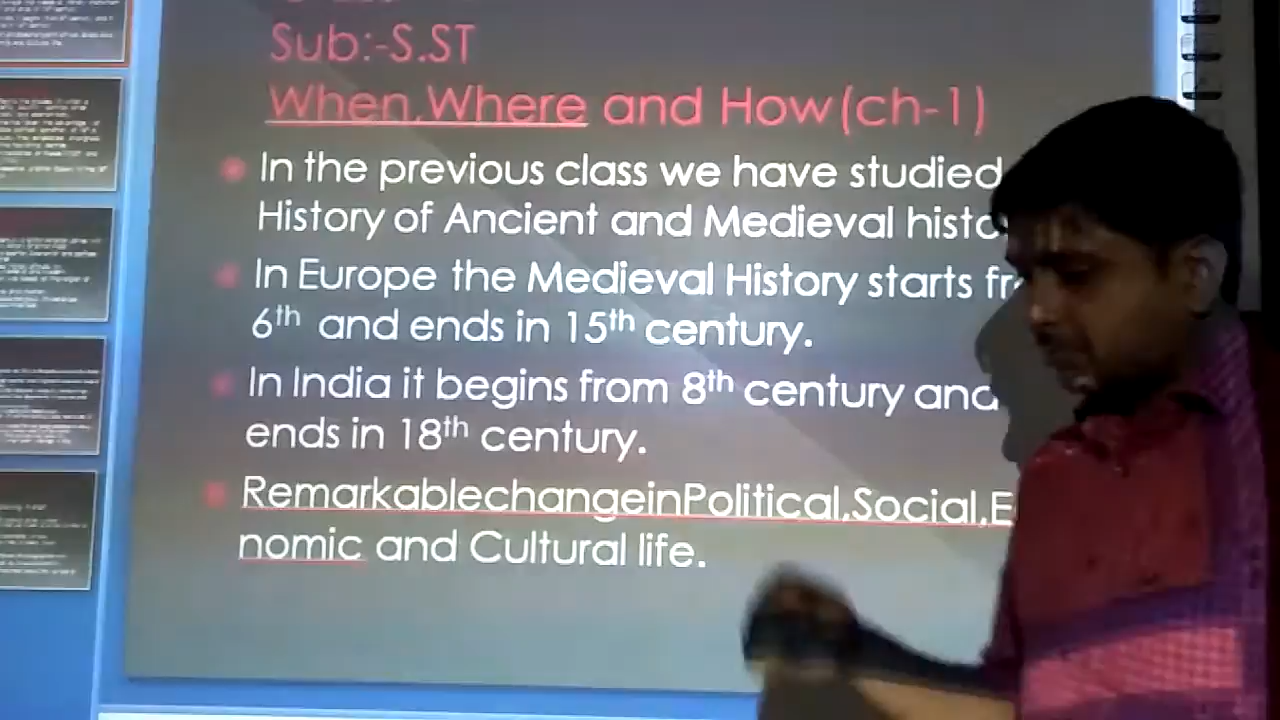 Sub:-S.ST
When,Where and How(ch-1)
In the previous class we have studied
History of Ancient and Medieval histo
In Europe the Medieval History starts fr
6th and ends in 15th century.
In India it begins from 8th century and
ends in 18th century.
RemarkablechangeinPolitical,Social,E
nomic and Cultural life.